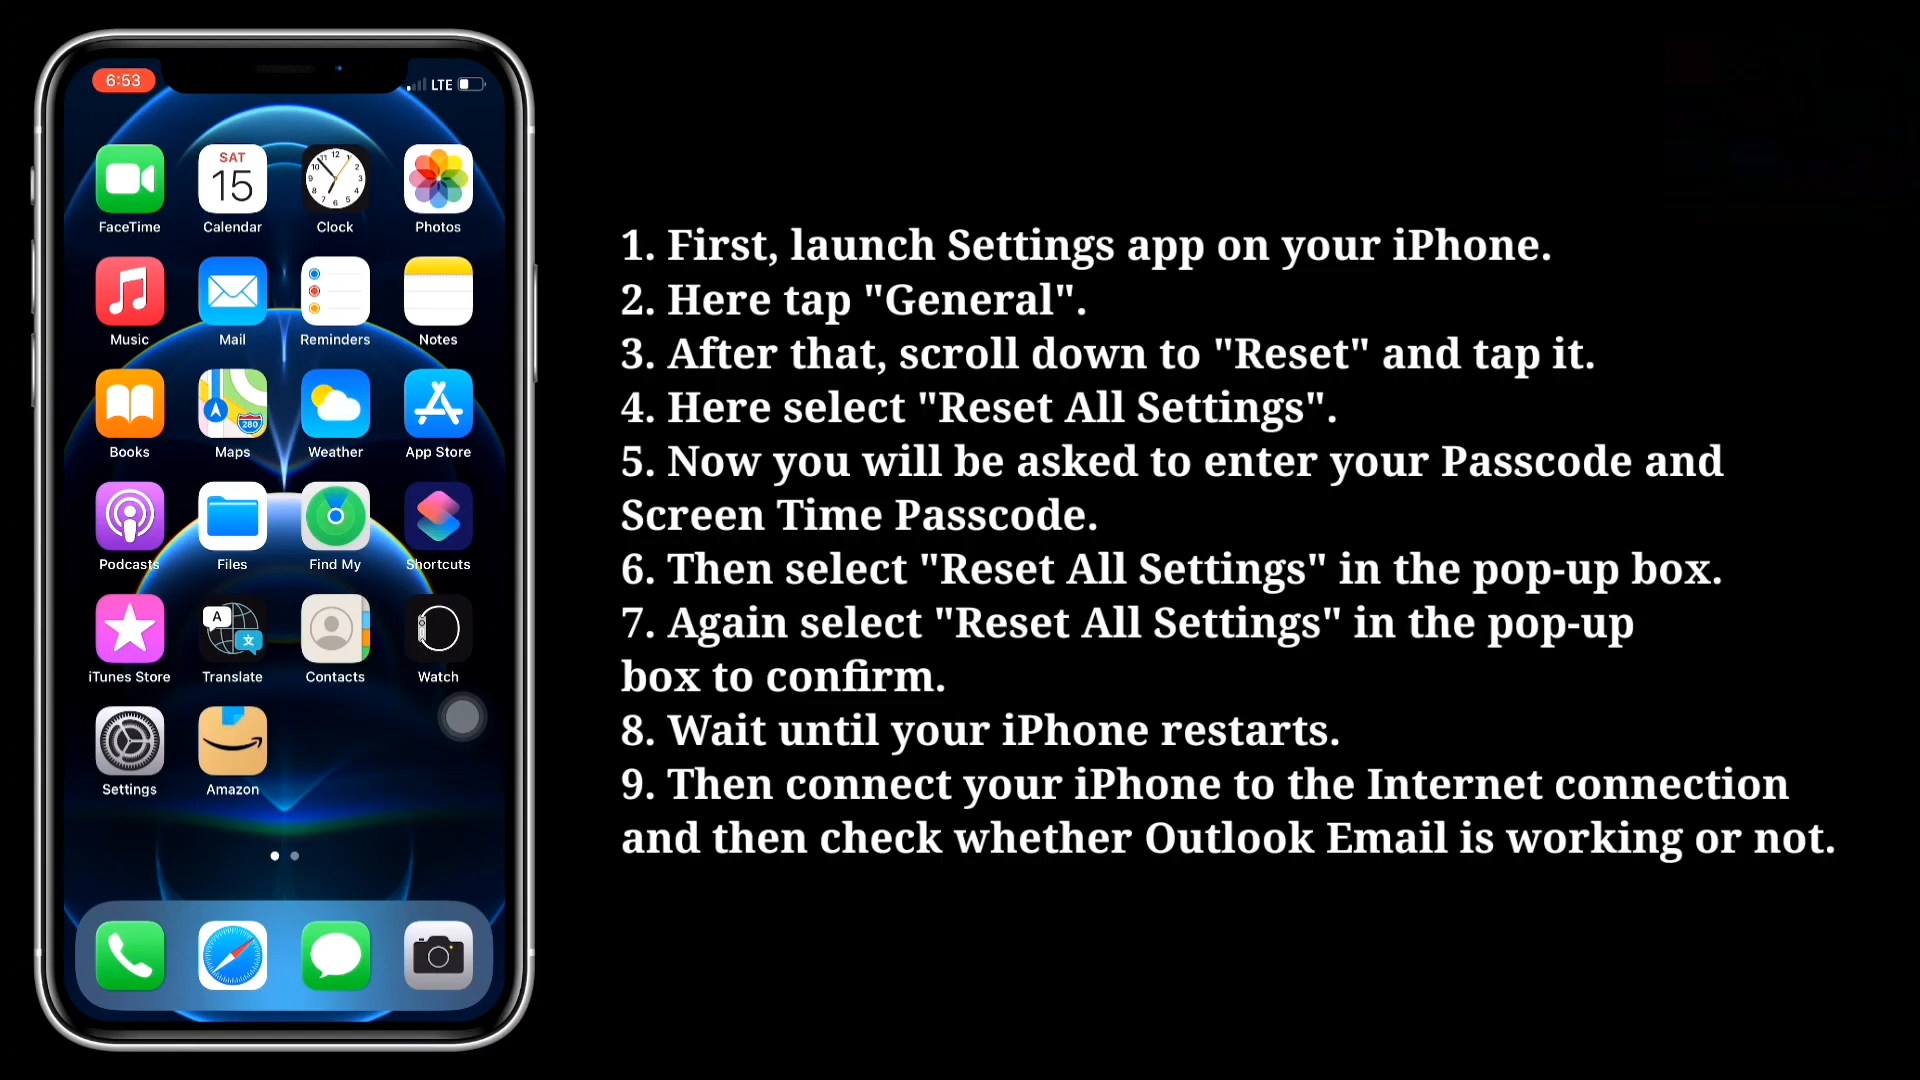 6:53
LTE
SAT
15
FaceTime
Calendar
Clock
Photos
Music
Mail
Reminders
Notes
280
Books
Maps
Weather
App Store
Podcasts
Files
Find My
Shortcuts
A
文
iTunes Store
Translate
Contacts
Watch
Settings
Amazon
1. First, launch Settings app on your iPhone.
2. Here tap "General".
3. After that, scroll down to "Reset" and tap it.
4. Here select "Reset All Settings".
5. Now you will be asked to enter your Passcode and
Screen Time Passcode.
6. Then select "Reset All Settings" in the pop-up box.
7. Again select "Reset All Settings" in the pop-up
box to confirm.
8. Wait until your iPhone restarts.
9. Then connect your iPhone to the Internet connection
and then check whether Outlook Email is working or not.